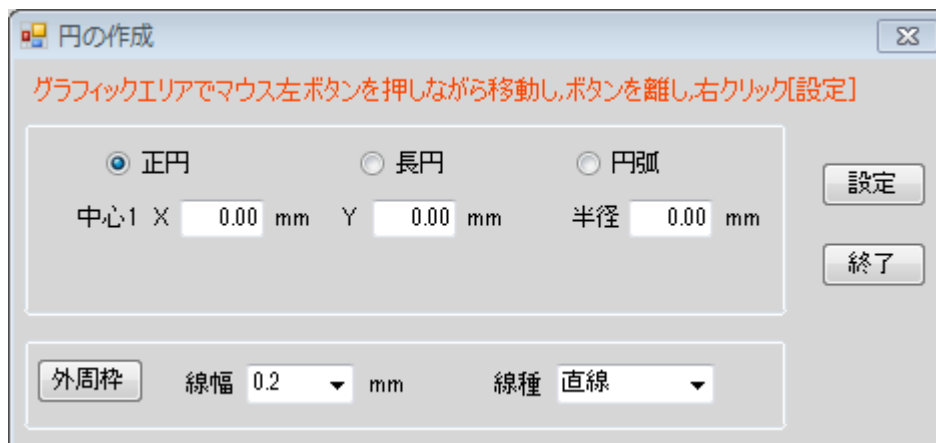 円の作成
グラフィックエリアでマウス左ボタンを押しながら移動し,ボタンを離し,右クリック[設定]
正円 長円 円弧
設定
中心1 X 0.00 mm Y 0.00 mm 半径 0.00 mm
終了
外周枠 線幅 0.2 mm 線種 直線